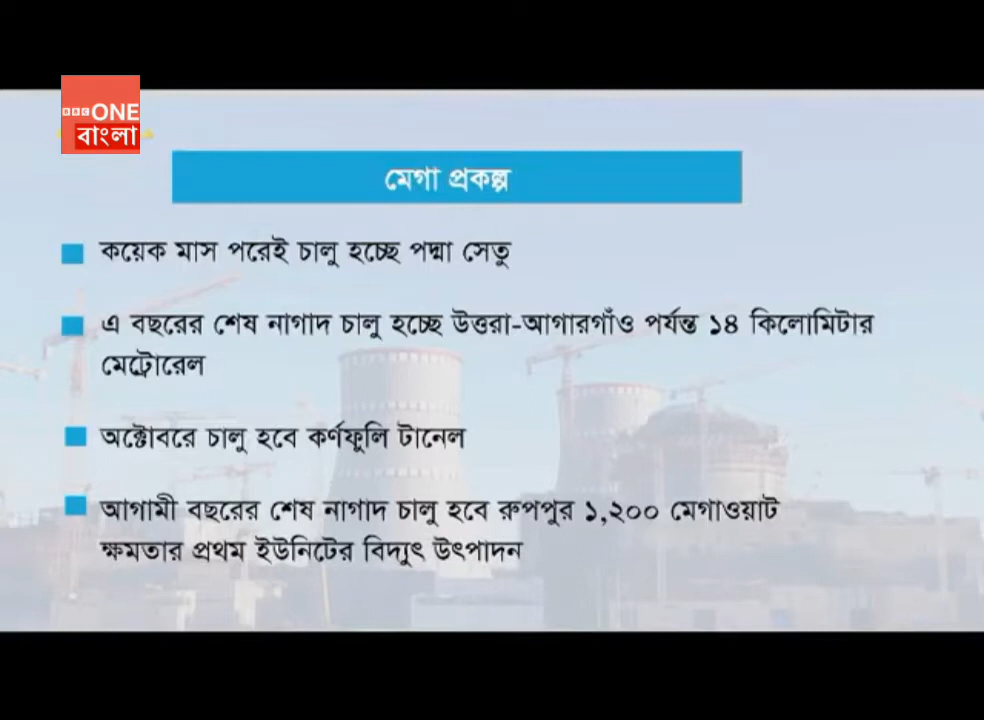 BBC ONE
বাংলা
মেগা প্রকল্প
কয়েক মাস পরেই চালু হচ্ছে পদ্মা সেতু
এ বছরের শেষ নাগাদ চালু হচ্ছে উত্তরা-আগারগাঁও পর্যন্ত ১৪ কিলোমিটার
মেট্রোরেল
অক্টোবরে চালু হবে কর্ণফুলি টানেল
আগামী বছরের শেষ নাগাদ চালু হবে রুপপুর ১,২০০ মেগাওয়াট
ক্ষমতার প্রথম ইউনিটের বিদ্যুৎ উৎপাদন